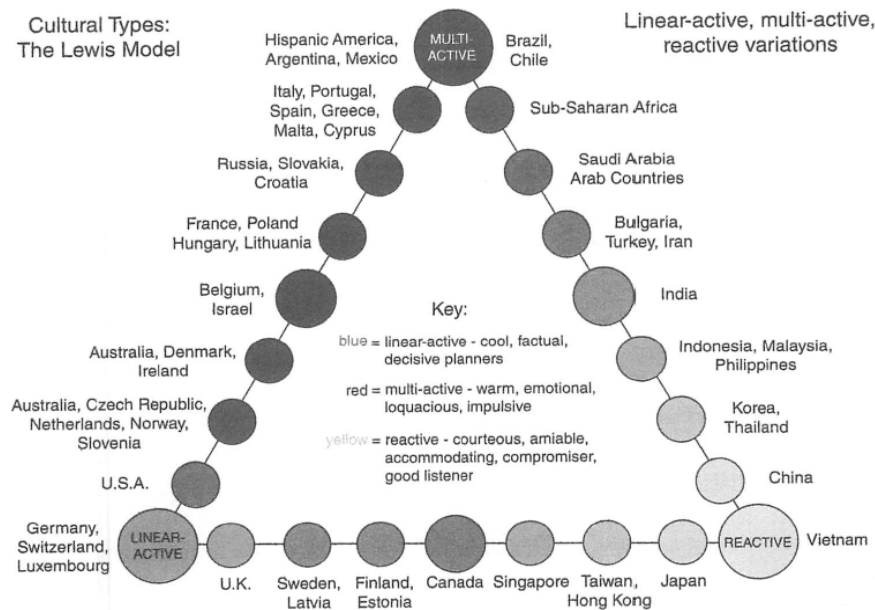 Cultural Types:
The Lewis Model
Linear-active, multi-active,
reactive variations
Hispanic America,
Argentina, Mexico
MULTI-
ACTIVE
Brazil,
Chile
Italy, Portugal,
Spain, Greece,
Malta, Cyprus
Sub-Saharan Africa
Russia, Slovakia,
Croatia
Saudi Arabia
Arab Countries
France, Poland
Hungary, Lithuania
Bulgaria,
Turkey, Iran
Belgium,
Israel
India
Key:
blue = linear-active - cool, factual,
decisive planners
red = multi-active - warm, emotional,
loquacious, impulsive
yellow = reactive - courteous, amiable,
accommodating, compromiser,
good listener
Australia, Denmark,
Ireland
Indonesia, Malaysia,
Philippines
Australia, Czech Republic,
Netherlands, Norway,
Slovenia
Korea,
Thailand
U.S.A.
China
Germany,
Switzerland,
Luxembourg
LINEAR-
ACTIVE
REACTIVE
Vietnam
U.K.
Sweden,
Latvia
Finland,
Estonia
Canada
Singapore
Taiwan,
Hong Kong
Japan